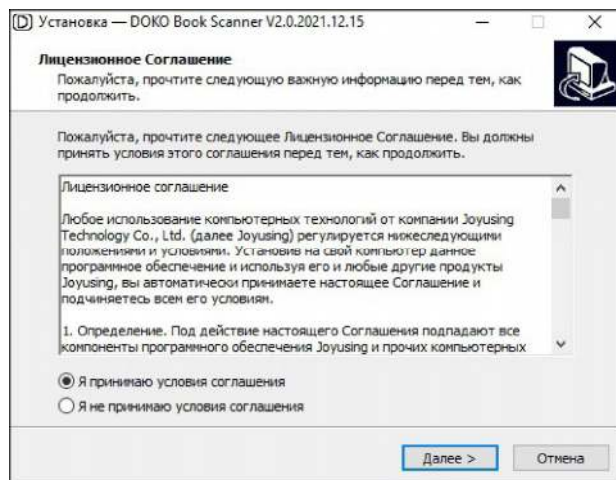 Установка — DOKO Book Scanner V2.0.2021.12.15
Лицензионное Соглашение
Пожалуйста, прочтите следующую важную информацию перед тем, как
продолжить.
Пожалуйста, прочтите следующее Лицензионное Соглашение. Вы должны
принять условия этого соглашения перед тем, как продолжить.
Лицензионное соглашение
Любое использование компьютерных технологий от компании Joyusing
Technology Co., Ltd. (далее Joyusing) регулируется нижеследующими
положениями и условиями. Установив на свой компьютер данное
программное обеспечение и используя его и любые другие продукты
Joyusing, вы автоматически принимаете настоящее Соглашение и
подчиняетесь всем его условиям.
1. Определение. Под действие настоящего Соглашения подпадают все
компоненты программного обеспечения Joyusing и прочих компьютерных
Я принимаю условия соглашения
Я не принимаю условия соглашения
Далее >
Отмена